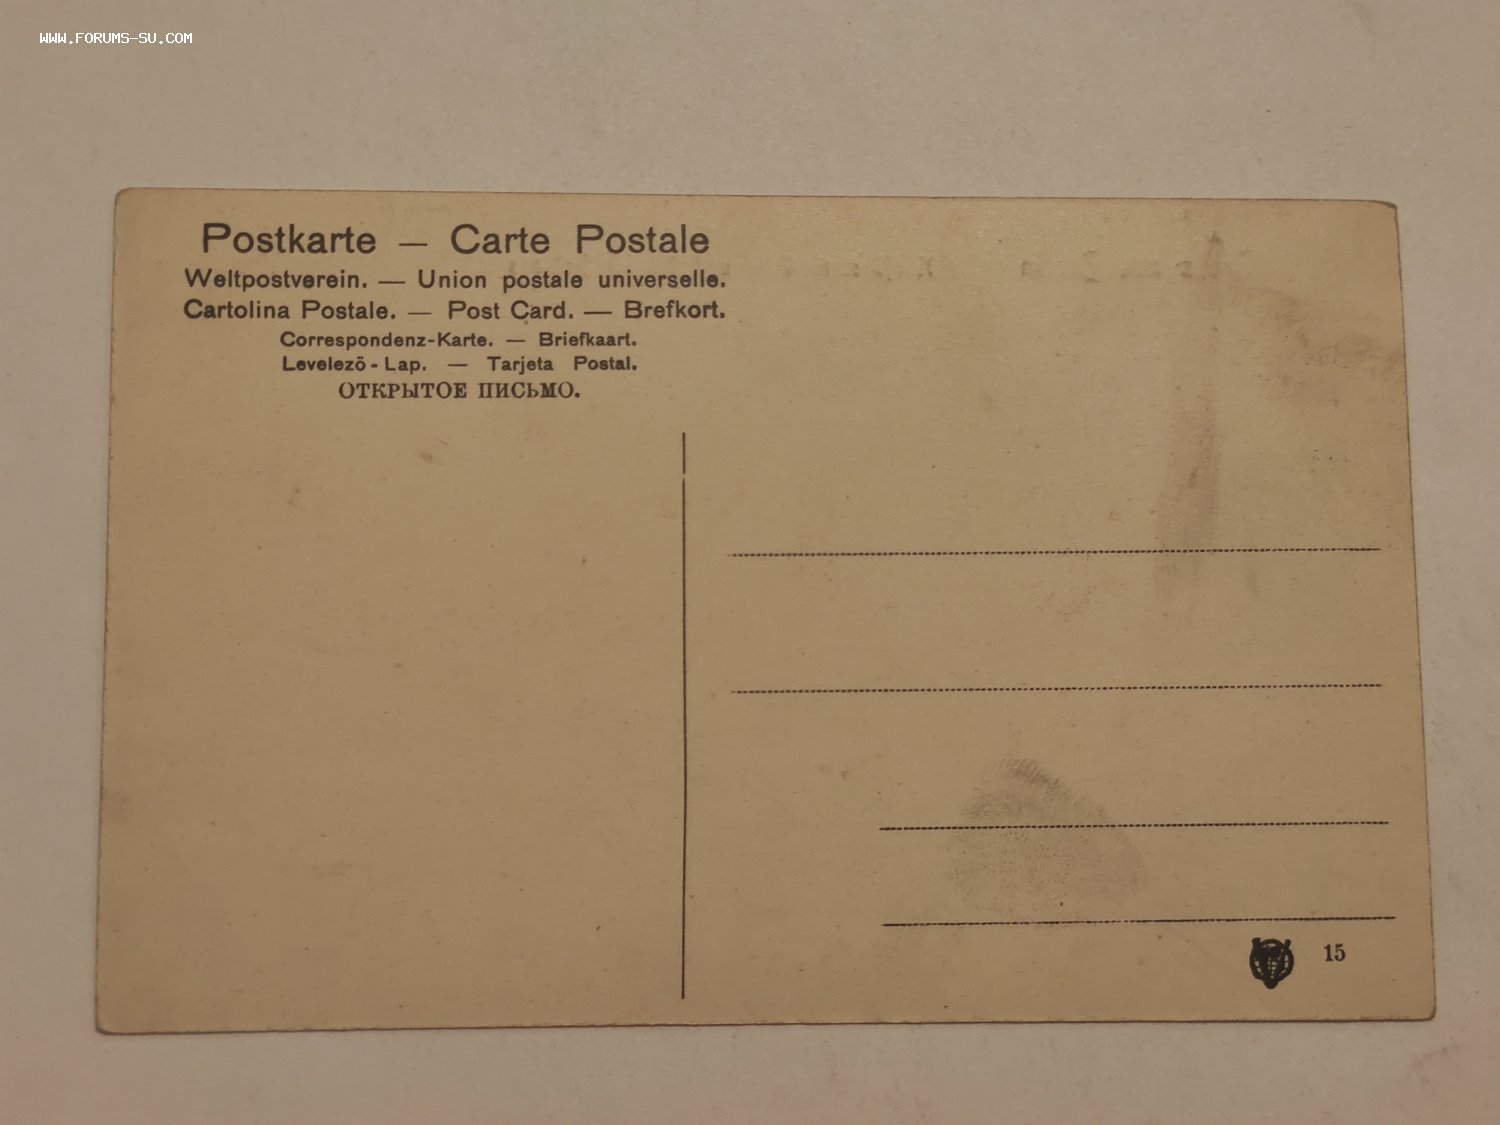 WWW.FORUMS-SU.COM
Postkarte — Carte Postale
Weltpostverein. — Union postale universelle.
Cartolina Postale. — Post Card. — Brefkort.
Correspondenz-Karte. — Briefkaart.
Levelezö - Lap. — Tarjeta Postal.
ОТКРЫТОЕ ПИСЬМО.
15